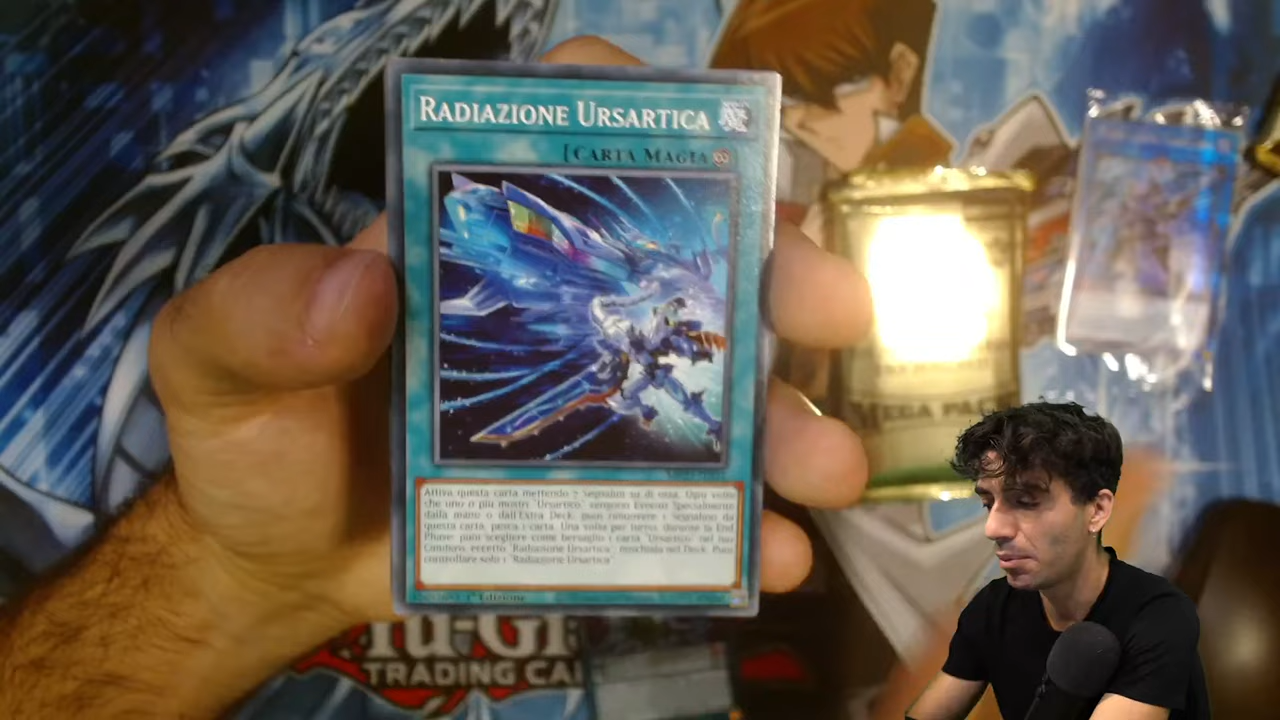 RADIAZIONE URSARTICA
[CARTA MAGIA
Attiva questa carta mettendo 7 Segnalini su di essa. Ogni volta
che uno o più mostri "Ursartico" vengono Evocati Specialmente
dalla mano o dall'Extra Deck: puoi rimuovere 1 Segnalino da
questa carta; pesca 1 carta. Una volta per turno, durante la End
Phase: puoi scegliere come bersaglio 1 carta "Ursartico" nel tuo
Cimitero, eccetto "Radiazione Ursartica"; mischiala nel Deck. Puoi
controllare solo 1 "Radiazione Ursartica".
1ª Edizione
MEGA PACK
YU-GI
TRADING CA